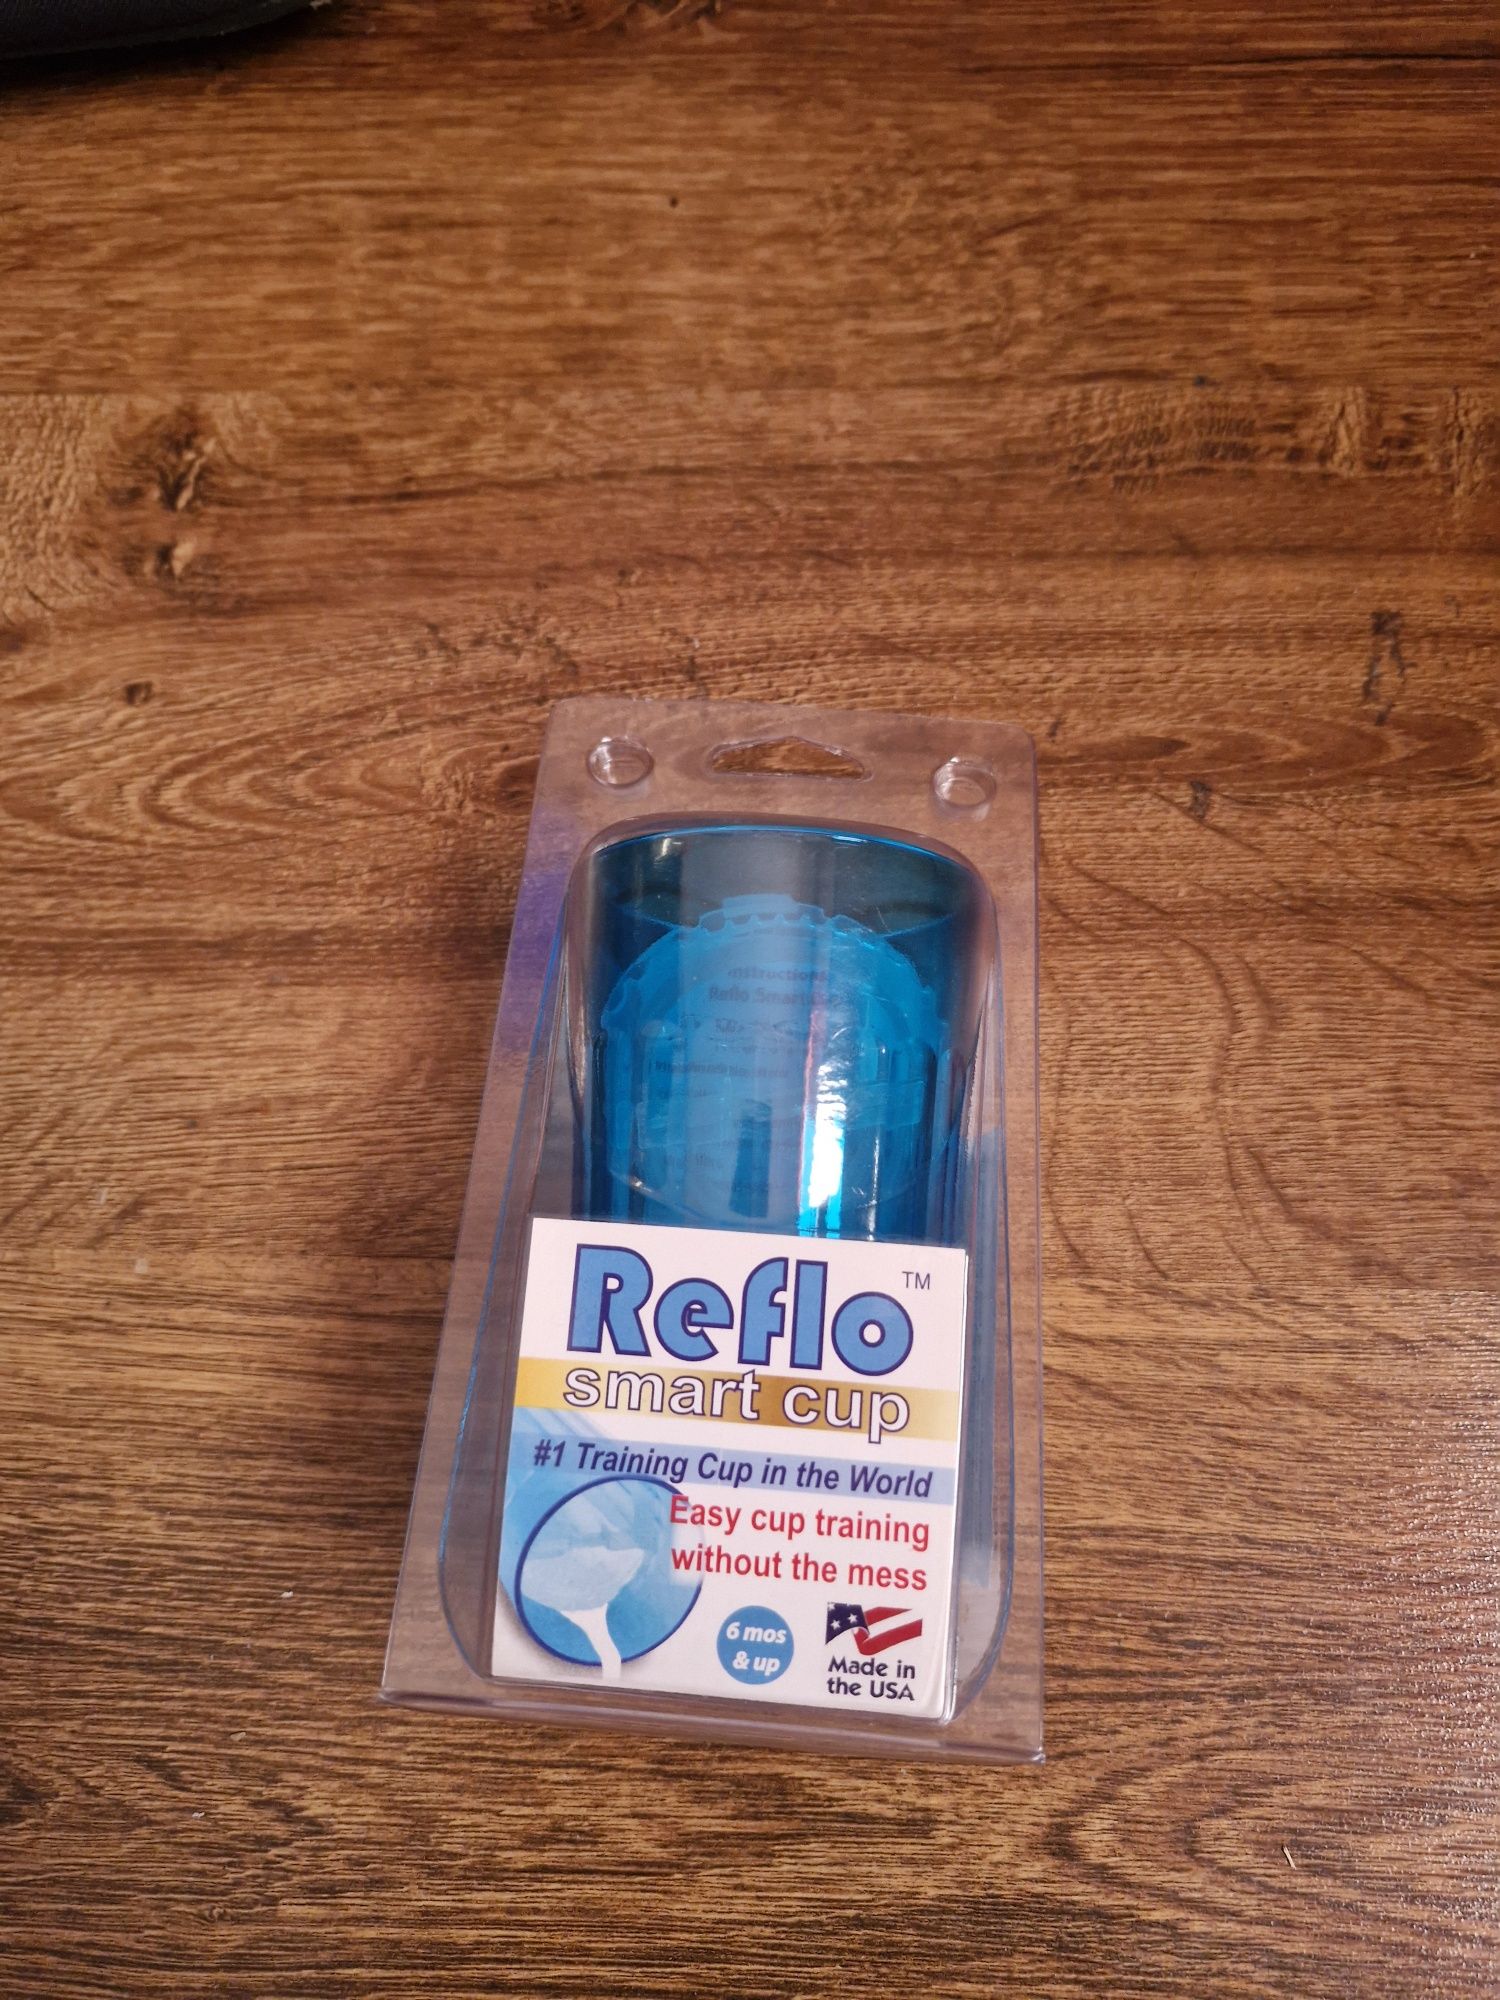 Instructions
Reflo Smart
Reflo™
smart cup
#1 Training Cup in the World
Easy cup training
without the mess
6 mos
& up
Made in
the USA